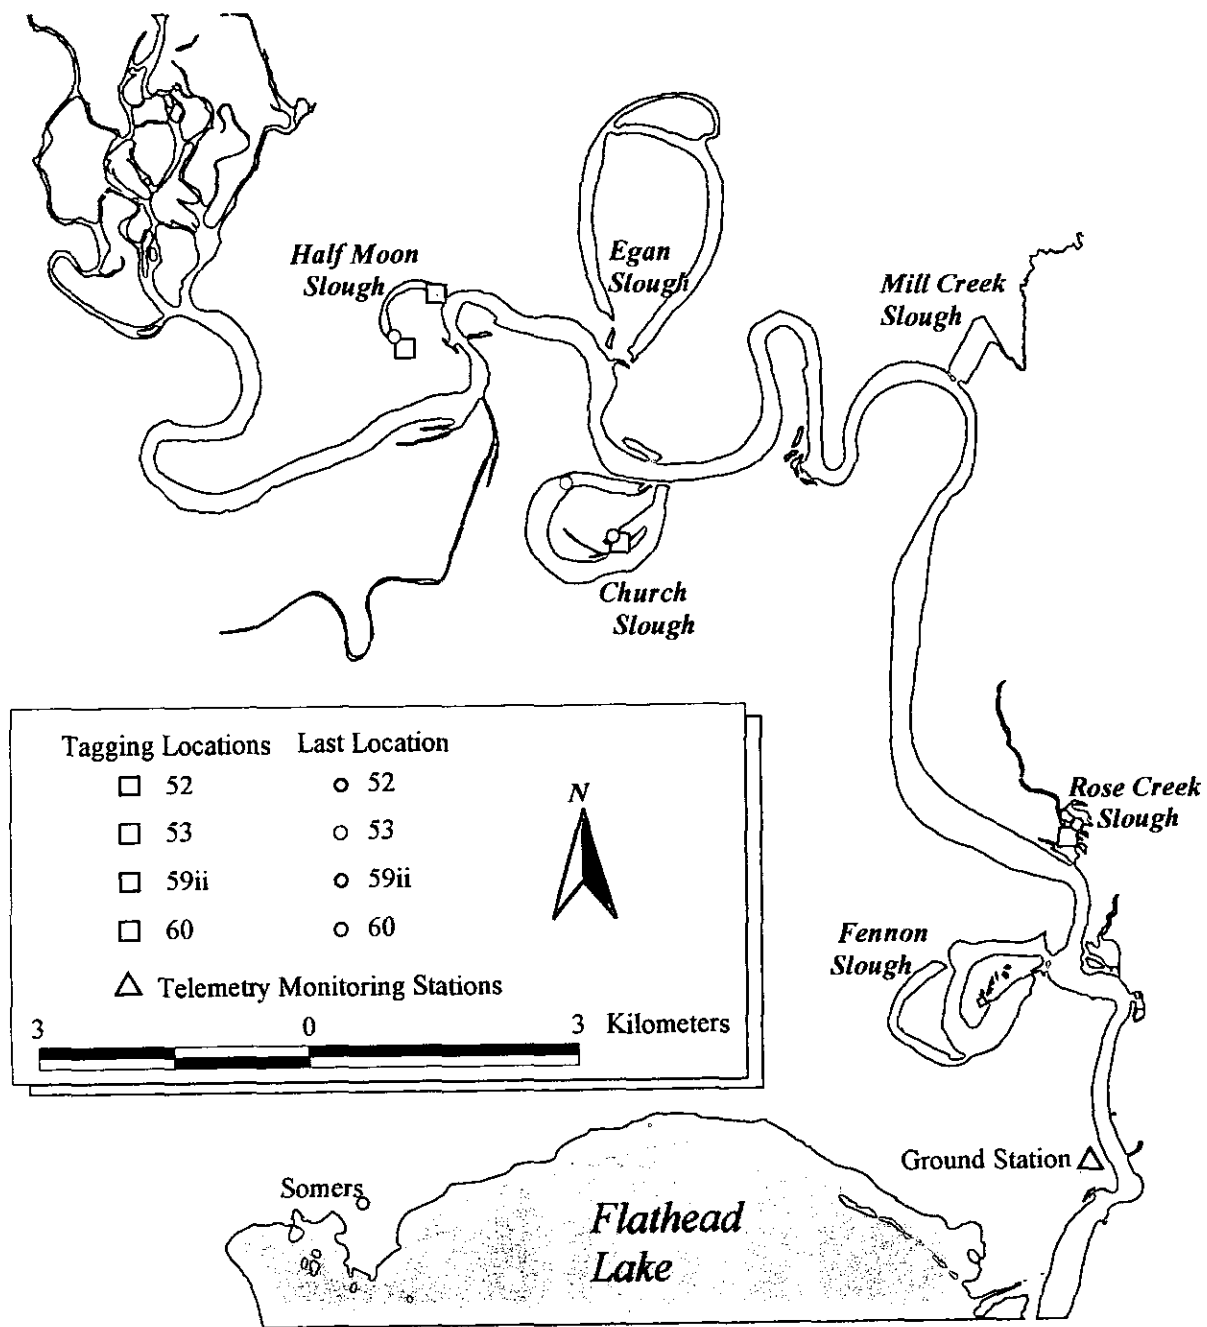 Half Moon
Slough
Egan
Slough
Mill Creek
Slough
Church
Slough
Tagging Locations Last Location
52 52
53 53
59ii 59ii
60 60
Telemetry Monitoring Stations
N
3 0 3 Kilometers
Rose Creek
Slough
Fennon
Slough
Ground Station
Somers
Flathead
Lake